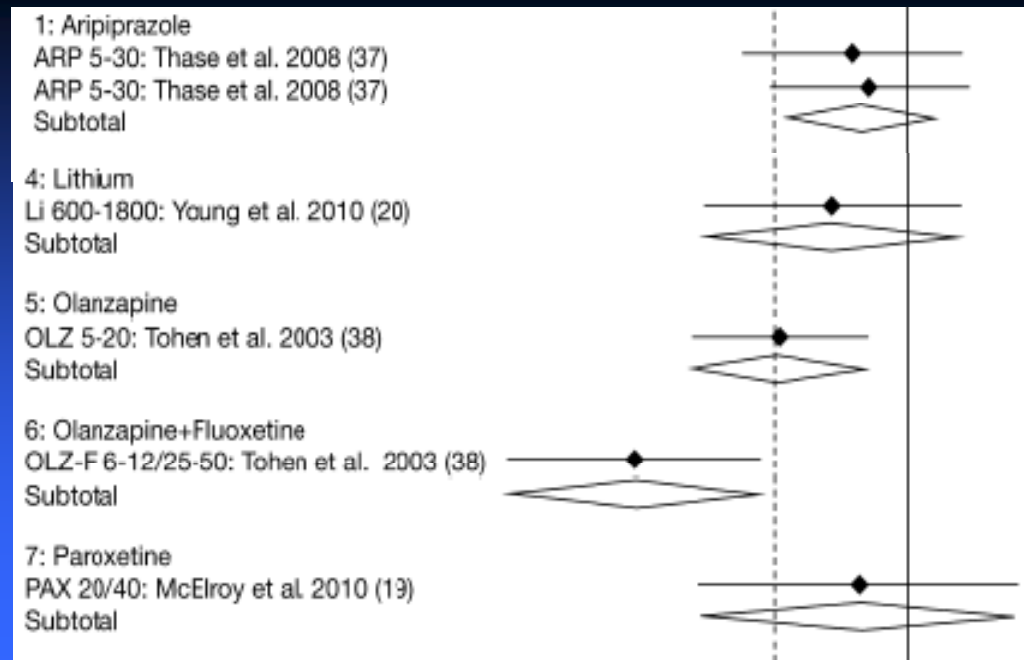 1: Aripiprazole
ARP 5-30: Thase et al. 2008 (37)
ARP 5-30: Thase et al. 2008 (37)
Subtotal
4: Lithium
Li 600-1800: Young et al. 2010 (20)
Subtotal
5: Olanzapine
OLZ 5-20: Tohen et al. 2003 (38)
Subtotal
6: Olanzapine+Fluoxetine
OLZ-F 6-12/25-50: Tohen et al. 2003 (38)
Subtotal
7: Paroxetine
PAX 20/40: McElroy et al. 2010 (19)
Subtotal